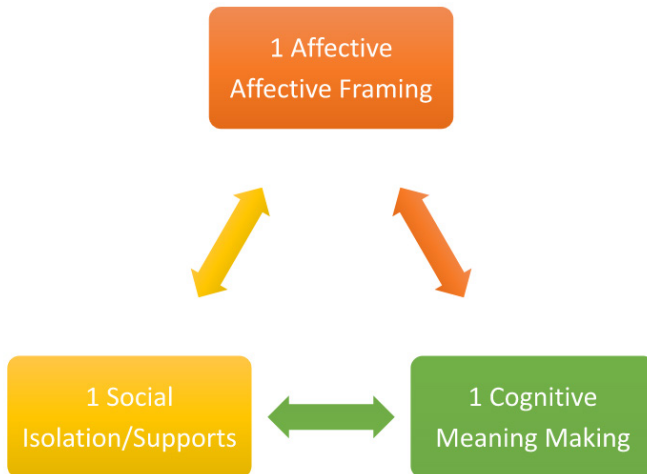 1 Affective
Affective Framing
1 Social
Isolation/Supports
1 Cognitive
Meaning Making